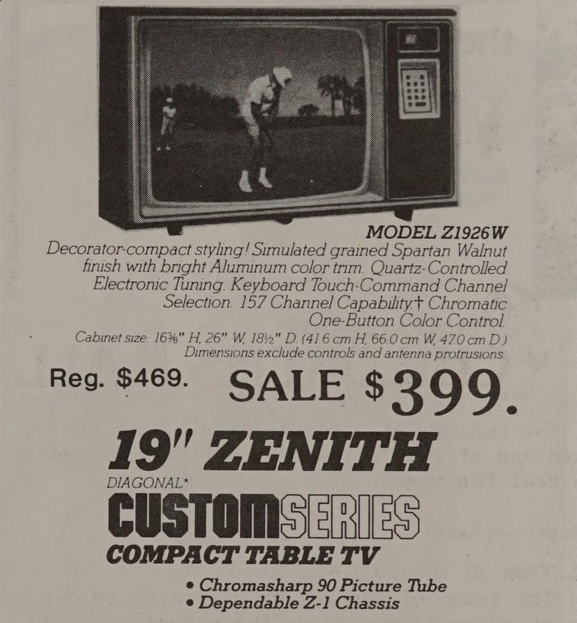 MODEL Z1926W
Decorator-compact styling! Simulated grained Spartan Walnut
finish with bright Aluminum color trim. Quartz-Controlled
Electronic Tuning. Keyboard Touch-Command Channel
Selection. 157 Channel Capability.† Chromatic
One-Button Color Control.
Cabinet size: 16⅜" H, 26" W, 18½" D. (41.6 cm H, 66.0 cm W, 47.0 cm D.)
Dimensions exclude controls and antenna protrusions.
Reg. $469. SALE $399.
19" ZENITH
DIAGONAL*
CUSTOM SERIES
COMPACT TABLE TV
• Chromasharp 90 Picture Tube
• Dependable Z-1 Chassis